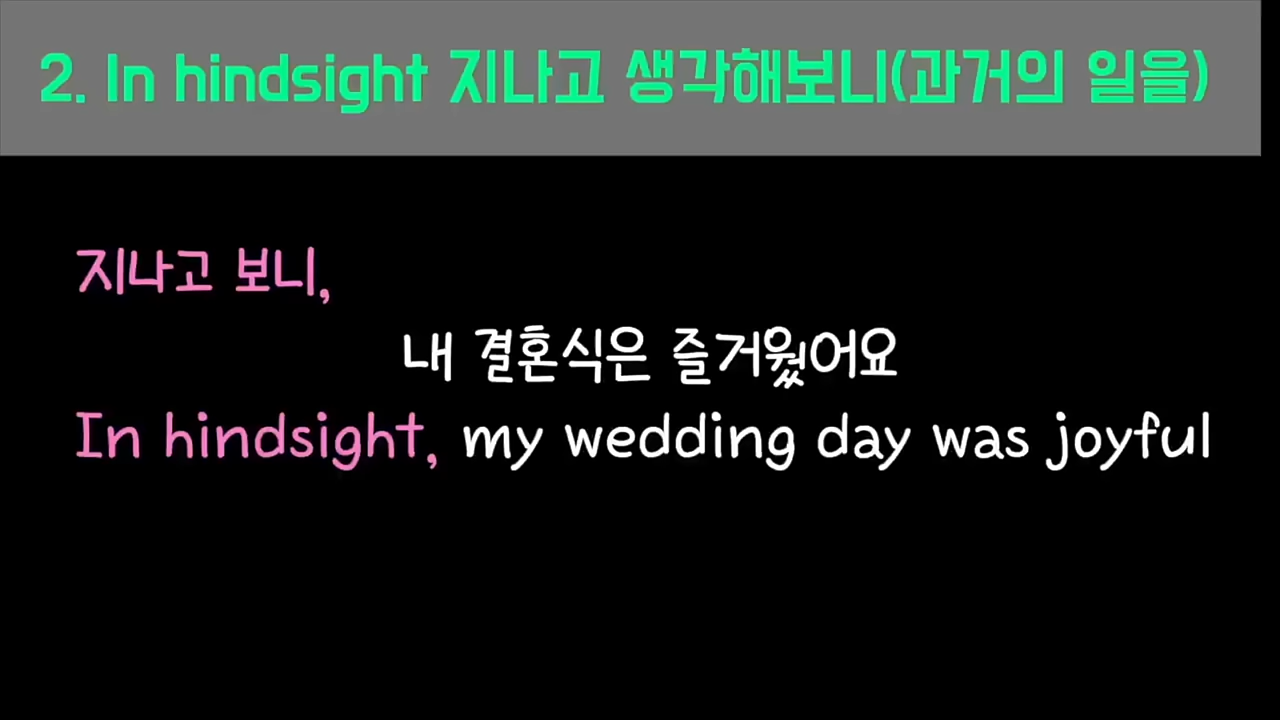 2. In hindsight 지나고 생각해보니(과거의 일을)
지나고 보니,
내 결혼식은 즐거웠어요
In hindsight, my wedding day was joyful